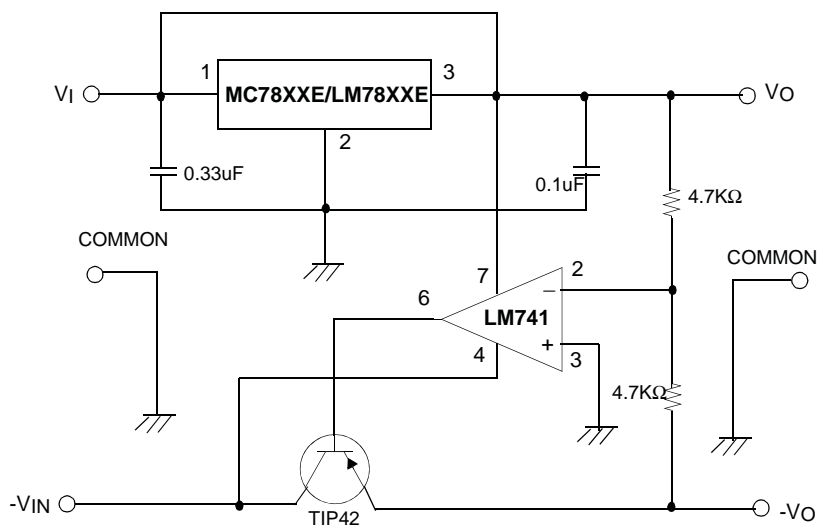 1
MC78XXE/LM78XXE
3
VI
VO
2
0.33uF
0.1uF
4.7KΩ
COMMON
COMMON
7
2
6
–
LM741
4
+
3
4.7KΩ
-VIN
TIP42
-VO